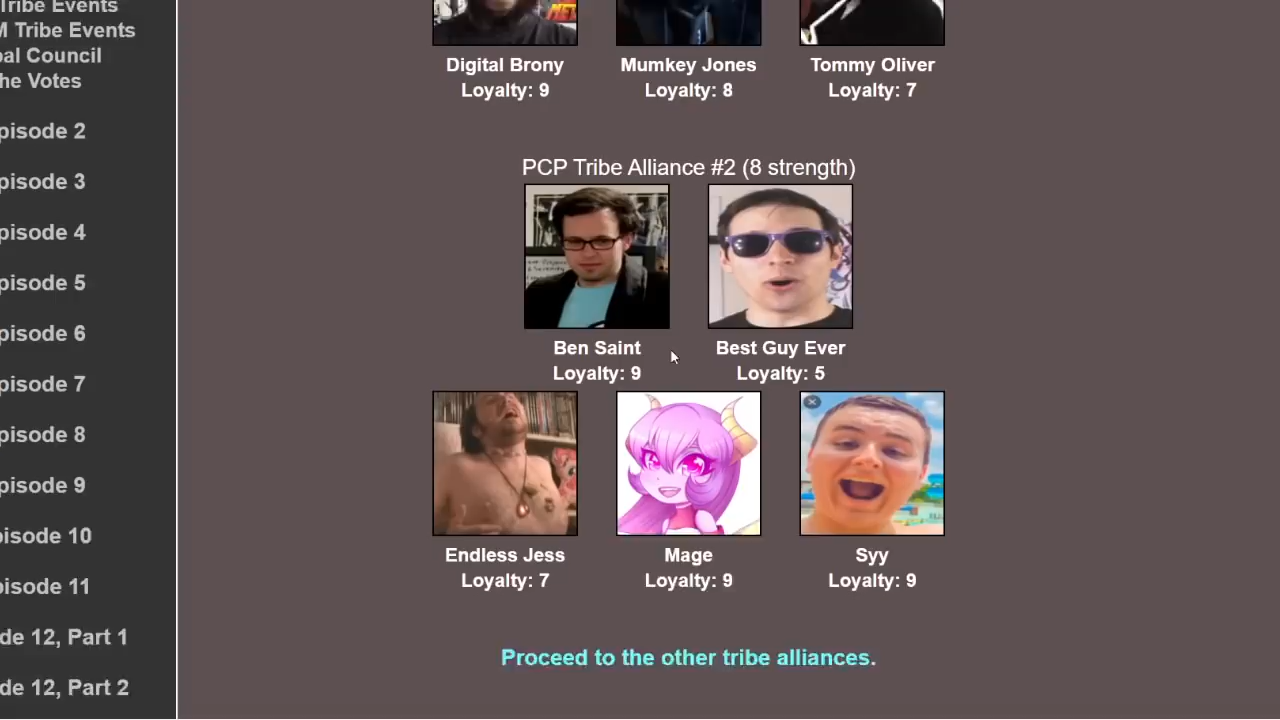 Tribe Events
M Tribe Events
bal Council
he Votes
pisode 2
pisode 3
pisode 4
pisode 5
pisode 6
pisode 7
pisode 8
pisode 9
pisode 10
pisode 11
de 12, Part 1
de 12, Part 2
Digital Brony
Loyalty: 9
Mumkey Jones
Loyalty: 8
Tommy Oliver
Loyalty: 7
PCP Tribe Alliance #2 (8 strength)
Ben Saint
Loyalty: 9
Best Guy Ever
Loyalty: 5
Endless Jess
Loyalty: 7
Mage
Loyalty: 9
Syy
Loyalty: 9
Proceed to the other tribe alliances.